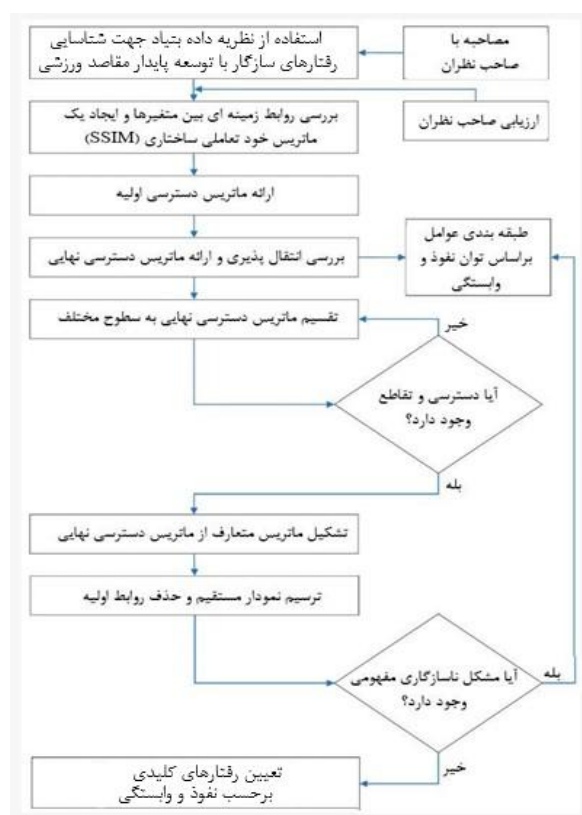 استفاده از نظریه داده بنیاد جهت شناسایی
رفتارهای سازگار با توسعه پایدار مقاصد ورزشی
مصاحبه با
صاحب نظران
بررسی روابط زمینه ای بین متغیرها و ایجاد یک
ماتریس خود تعاملی ساختاری (SSIM)
ارزیابی صاحب نظران
ارائه ماتریس دسترسی اولیه
بررسی انتقال پذیری و ارائه ماتریس دسترسی نهایی
طبقه بندی عوامل
براساس توان نفوذ و
وابستگی
تقسیم ماتریس دسترسی نهایی به سطوح مختلف
خیر
آیا دسترسی و تقاطع
وجود دارد؟
بله
تشکیل ماتریس متعارف از ماتریس دسترسی نهایی
ترسیم نمودار مستقیم و حذف روابط اولیه
آیا مشکل ناسازگاری مفهومی
وجود دارد؟
بله
خیر
تعیین رفتارهای کلیدی
برحسب نفوذ و وابستگی